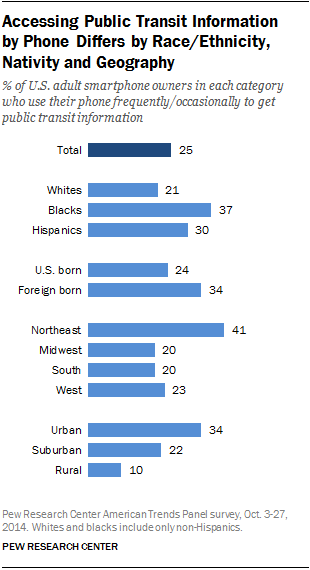 Accessing Public Transit Information
by Phone Differs by Race/Ethnicity,
Nativity and Geography
% of U.S. adult smartphone owners in each category
who use their phone frequently/occasionally to get
public transit information
Total 25
Whites 21
Blacks 37
Hispanics 30
U.S. born 24
Foreign born 34
Northeast 41
Midwest 20
South 20
West 23
Urban 34
Suburban 22
Rural 10
Pew Research Center American Trends Panel survey, Oct. 3-27,
2014. Whites and blacks include only non-Hispanics.
PEW RESEARCH CENTER